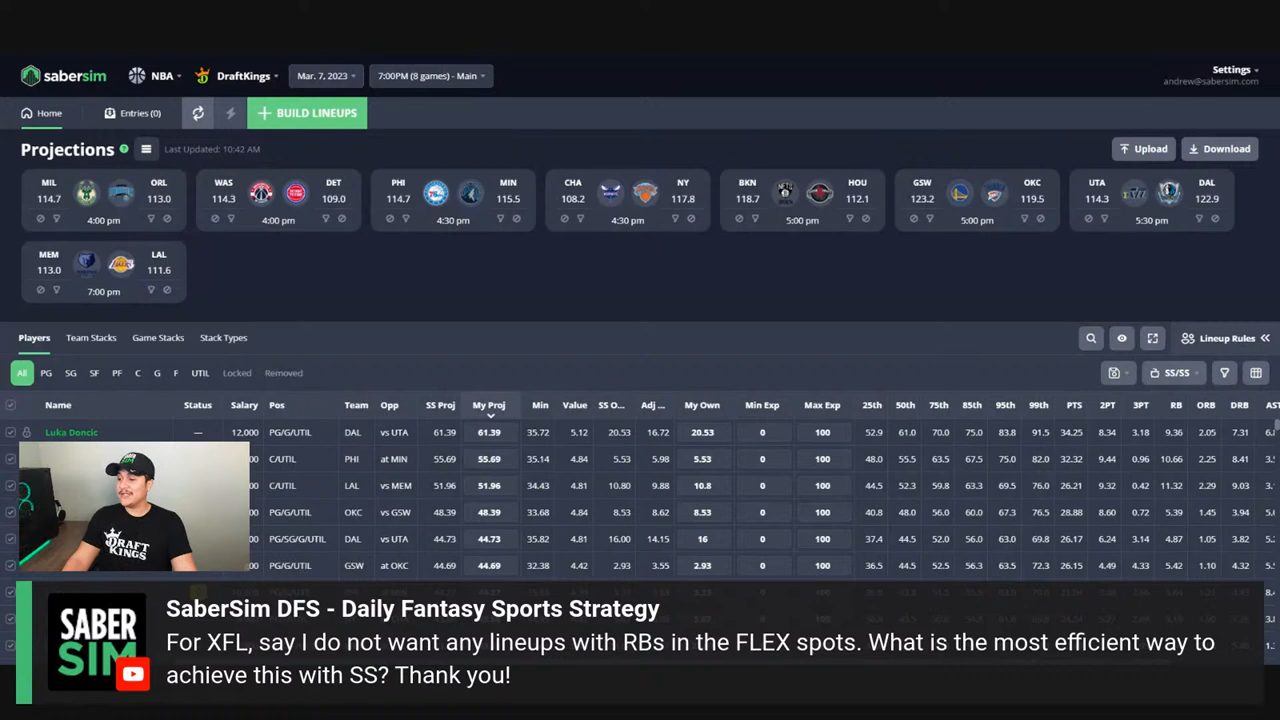 sabersim NBA DraftKings Mar. 7, 2023 7:00PM (8 games) - Main Settings
andrew@sabersim.com
Home Entries (0) BUILD LINEUPS
Projections Last Updated: 10:42 AM Upload Download
MIL ORL WAS DET PHI MIN CHA NY BKN HOU GSW OKC UTA DAL
114.7 113.0 114.3 109.0 114.7 115.5 108.2 117.8 118.7 112.1 123.2 119.5 114.3 122.9
4:00 pm 4:00 pm 4:30 pm 4:30 pm 5:00 pm 5:00 pm 5:30 pm
MEM LAL
113.0 111.6
7:00 pm
Players Team Stacks Game Stacks Stack Types Lineup Rules
All PG SG SF PF C G F UTIL Locked Removed SS/SS
Name Status Salary Pos Team Opp SS Proj My Proj Min Value SS O... Adj ... My Own Min Exp Max Exp 25th 50th 75th 85th 95th 99th PTS 2PT 3PT RB ORB DRB AST
Luka Doncic — 12,000 PG/G/UTIL DAL vs UTA 61.39 61.39 35.72 5.12 20.53 16.72 20.53 0 100 52.9 61.0 70.0 75.0 83.8 91.5 34.25 8.34 3.18 9.36 2.05 7.31
C/UTIL PHI at MIN 55.69 55.69 35.14 4.84 5.53 5.98 5.53 0 100 48.0 55.5 63.5 67.5 75.0 82.0 32.32 9.44 0.96 10.66 2.25 8.41
C/UTIL LAL vs MEM 51.96 51.96 34.43 4.81 10.80 9.88 10.8 0 100 44.5 52.0 59.8 63.3 69.5 76.0 26.21 9.32 0.42 11.32 2.29 9.03
PG/G/UTIL OKC vs GSW 48.39 48.39 33.68 4.84 8.53 8.62 8.53 0 100 40.8 48.0 56.0 60.0 67.3 76.5 28.88 8.60 0.72 5.39 1.45 3.94
PG/SG/G/UTIL DAL vs UTA 44.73 44.73 35.82 4.81 16.00 14.15 16 0 100 37.4 44.5 52.0 56.0 63.0 69.8 26.17 6.24 3.14 4.87 1.05 3.82
PG/G/UTIL GSW at OKC 44.69 44.69 32.38 4.42 2.93 3.55 2.93 0 100 36.5 44.5 52.5 56.3 63.5 72.3 26.15 4.49 4.33 5.42 1.10 4.32
DRAFT
KINGS
SABER
SIM
SaberSim DFS - Daily Fantasy Sports Strategy
For XFL, say I do not want any lineups with RBs in the FLEX spots. What is the most efficient way to
achieve this with SS? Thank you!